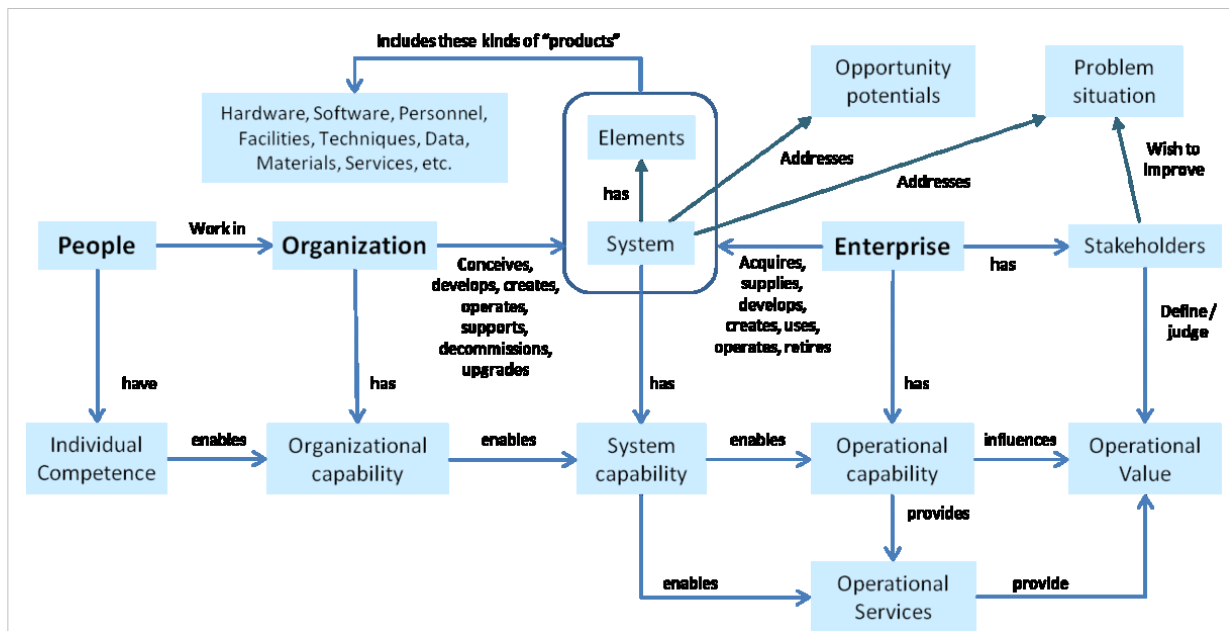 Includes these kinds of “products”
Opportunity
potentials
Problem
situation
Hardware, Software, Personnel,
Facilities, Techniques, Data,
Materials, Services, etc.
Elements
Addresses
Addresses
Wish to
Improve
has
People
Work in
Organization
System
Enterprise
has
Stakeholders
Conceives,
develops, creates,
operates,
supports,
decommissions,
upgrades
Acquires,
supplies,
develops,
creates, uses,
operates, retires
Define /
judge
have
has
has
has
Individual
Competence
enables
Organizational
capability
enables
System
capability
enables
Operational
capability
influences
Operational
Value
provides
enables
Operational
Services
provide